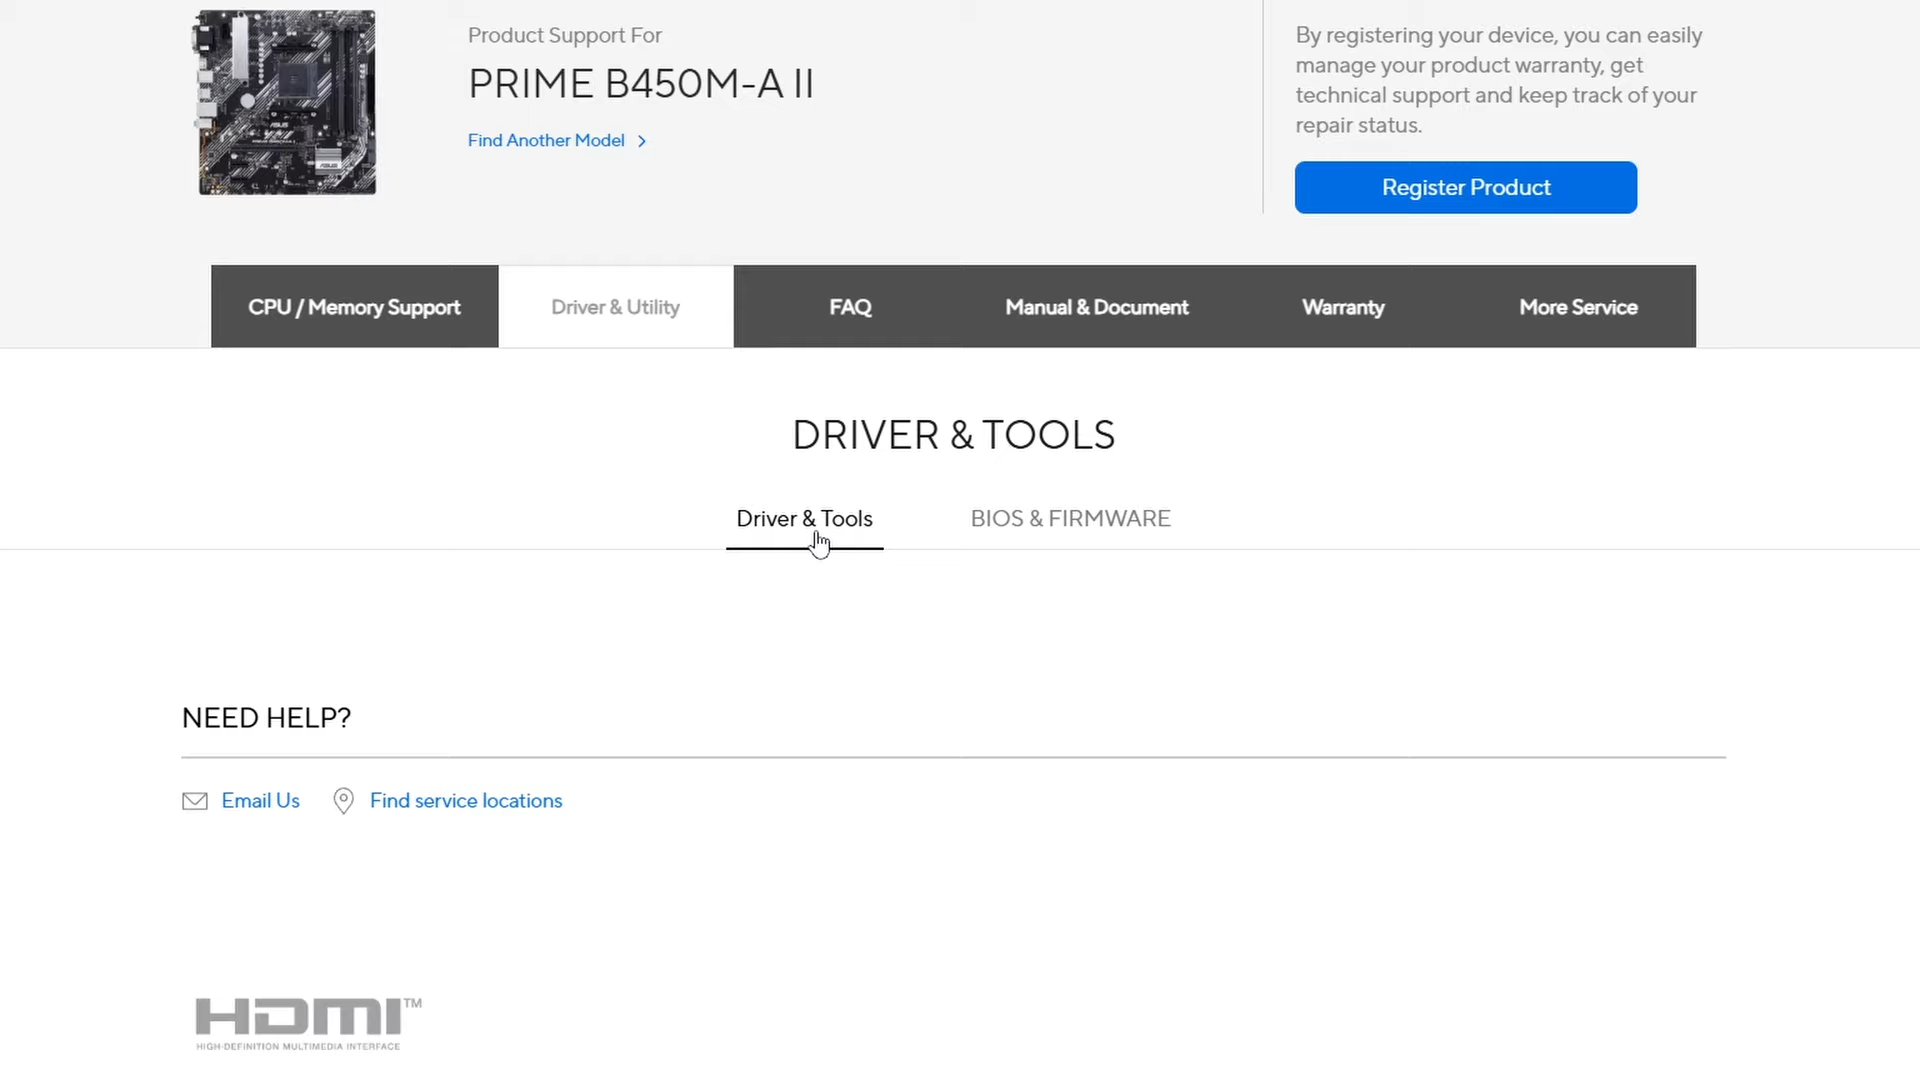 Product Support For
PRIME B450M-A II
Find Another Model
By registering your device, you can easily
manage your product warranty, get
technical support and keep track of your
repair status.
Register Product
CPU / Memory Support
Driver & Utility
FAQ
Manual & Document
Warranty
More Service
DRIVER & TOOLS
Driver & Tools
BIOS & FIRMWARE
NEED HELP?
Email Us
Find service locations
HDMI™
HIGH-DEFINITION MULTIMEDIA INTERFACE